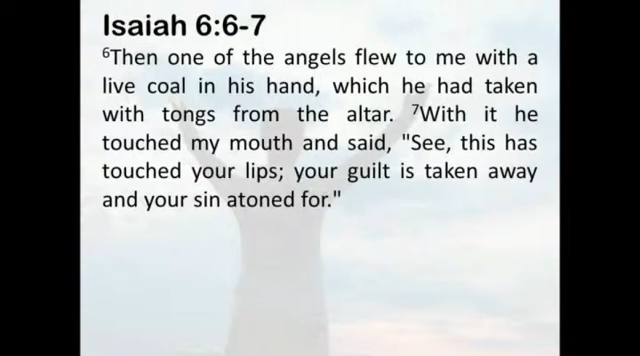 Isaiah 6:6-7
⁶Then one of the angels flew to me with a
live coal in his hand, which he had taken
with tongs from the altar. ⁷With it he
touched my mouth and said, "See, this has
touched your lips; your guilt is taken away
and your sin atoned for."